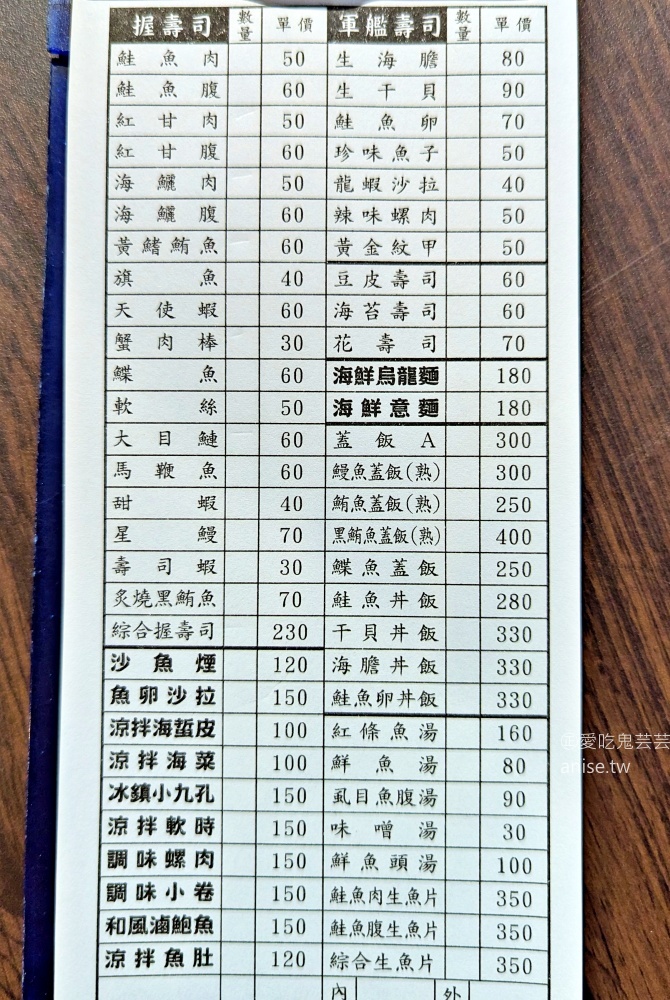 握壽司 數量 單價 軍艦壽司 數量 單價
鮭魚肉 50 生海膽 80
鮭魚腹 60 生干貝 90
紅甘肉 50 鮭魚卵 70
紅甘腹 60 珍味魚子 50
海鱺肉 50 龍蝦沙拉 40
海鱺腹 60 辣味螺肉 50
黃鰭鮪魚 60 黃金紋甲 50
旗魚 40 豆皮壽司 60
天使蝦 60 海苔壽司 60
蟹肉棒 30 花壽司 70
鰈魚 60 海鮮烏龍麵 180
軟絲 50 海鮮意麵 180
大目鰱 60 蓋飯A 300
馬鞭魚 60 鰻魚蓋飯(熟) 300
甜蝦 40 鮪魚蓋飯(熟) 250
星鰻 70 黑鮪魚蓋飯(熟) 400
壽司蝦 30 鰈魚蓋飯 250
炙燒黑鮪魚 70 鮭魚丼飯 280
綜合握壽司 230 干貝丼飯 330
沙魚煙 120 海膽丼飯 330
魚卵沙拉 150 鮭魚卵丼飯 330
涼拌海蜇皮 100 紅條魚湯 160
涼拌海菜 100 鮮魚湯 80
冰鎮小九孔 150 虱目魚腹湯 90
涼拌軟時 150 味噌湯 30
調味螺肉 150 鮮魚頭湯 100
調味小卷 150 鮭魚肉生魚片 350
和風滷鮑魚 150 鮭魚腹生魚片 350
涼拌魚肚 120 綜合生魚片 350
內 外
@愛吃鬼芸芸
anise.tw